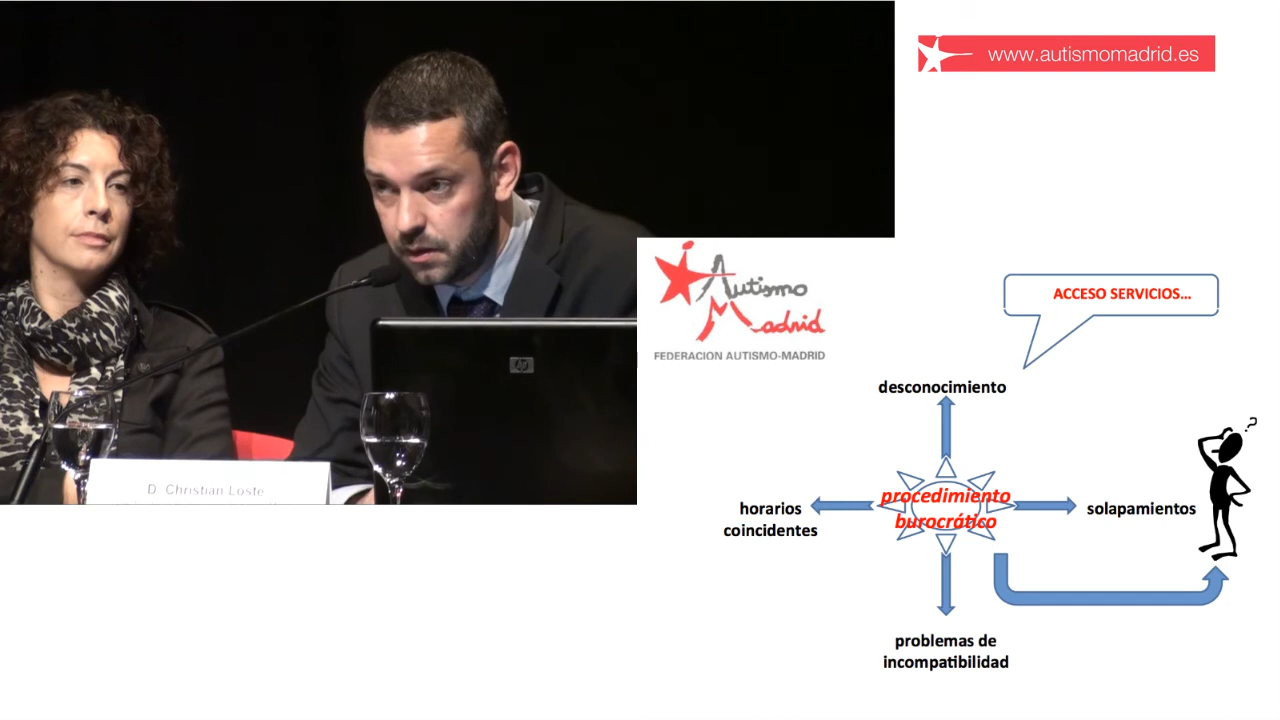 www.autismomadrid.es
hp
D. Christian Loste
Autismo
Madrid
FEDERACION AUTISMO-MADRID
ACCESO SERVICIOS...
desconocimiento
procedimiento
burocrático
horarios
coincidentes
solapamientos
?
problemas de
incompatibilidad